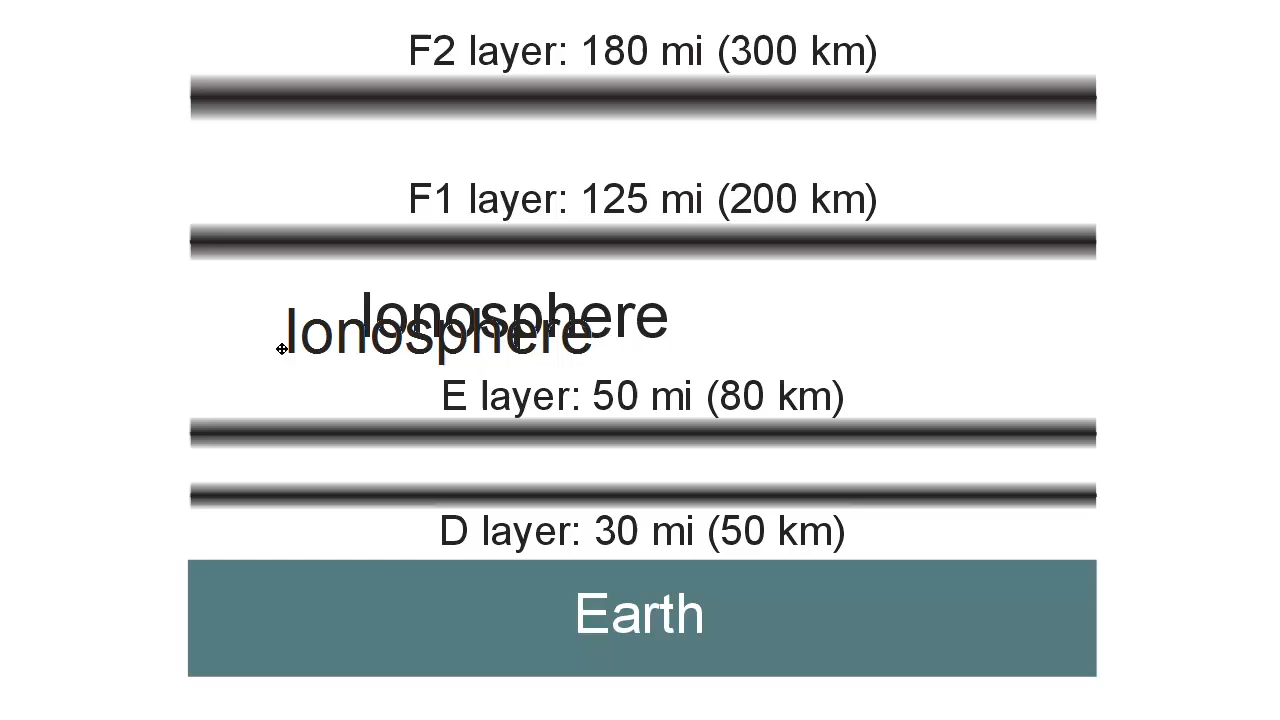 F2 layer: 180 mi (300 km)
F1 layer: 125 mi (200 km)
Ionosphere
Ionosphere
E layer: 50 mi (80 km)
D layer: 30 mi (50 km)
Earth